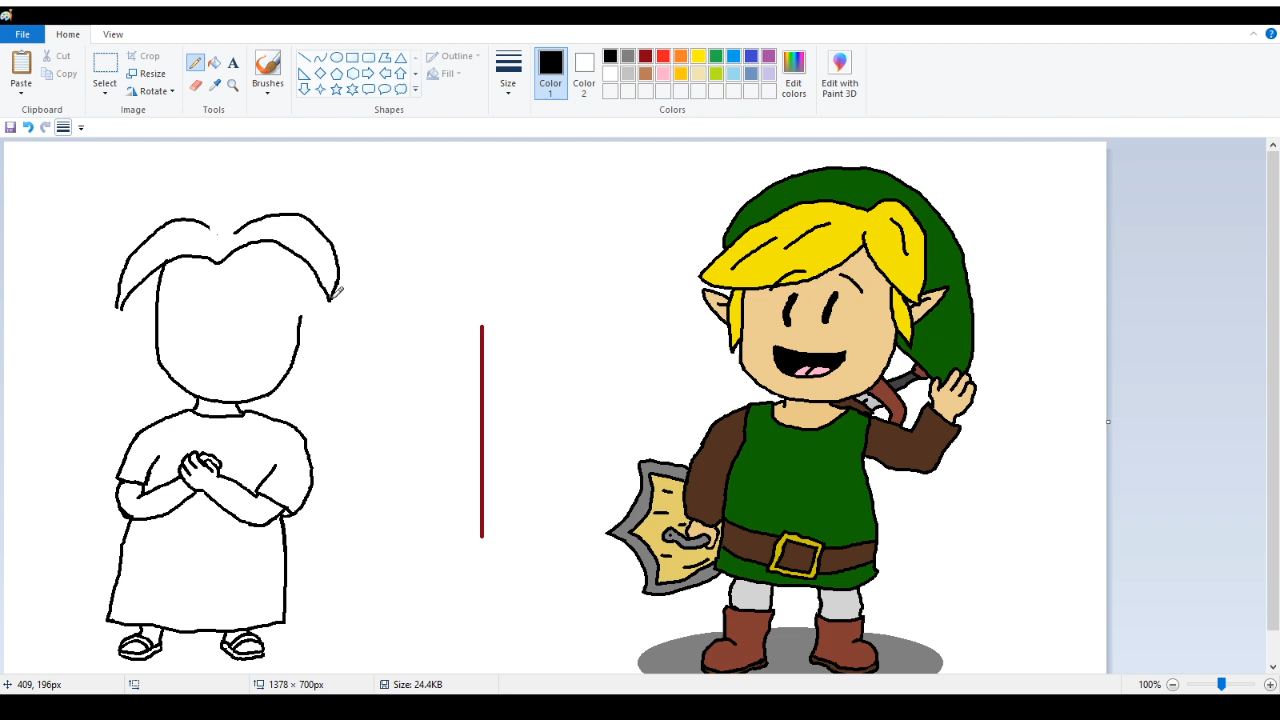 File Home View
Cut
Copy
Paste
Clipboard
Select
Crop
Resize
Rotate
Image
A
Tools
Brushes
Shapes
Outline
Fill
Size
Color 1
Color 2
Edit colors
Colors
Edit with Paint 3D
409, 196px
1378 × 700px
Size: 24.4KB
100%